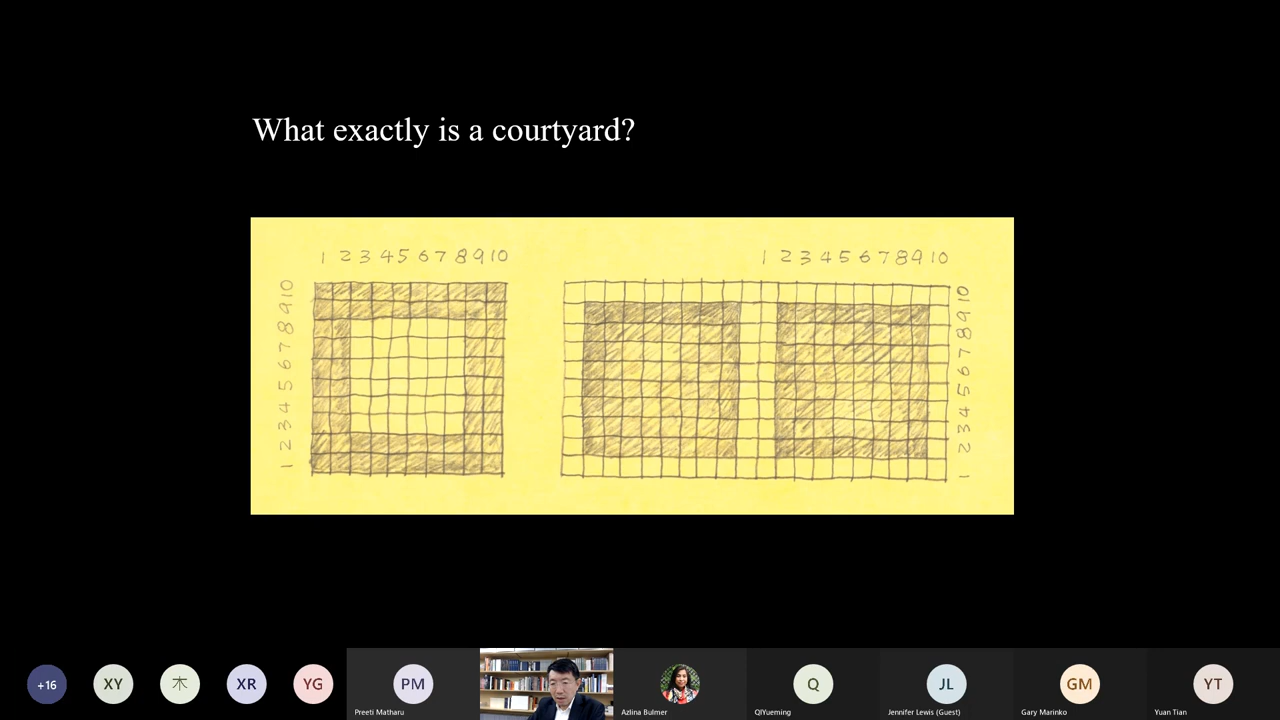 What exactly is a courtyard?
1 2 3 4 5 6 7 8 9 10
1 2 3 4 5 6 7 8 9 10
1 2 3 4 5 6 7 8 9 10
1 2 3 4 5 6 7 8 9 10
+16
XY
木
XR
YG
PM
Q
JL
GM
YT
Preeti Matharu
Azlina Bulmer
QIYueming
Jennifer Lewis (Guest)
Gary Marinko
Yuan Tian